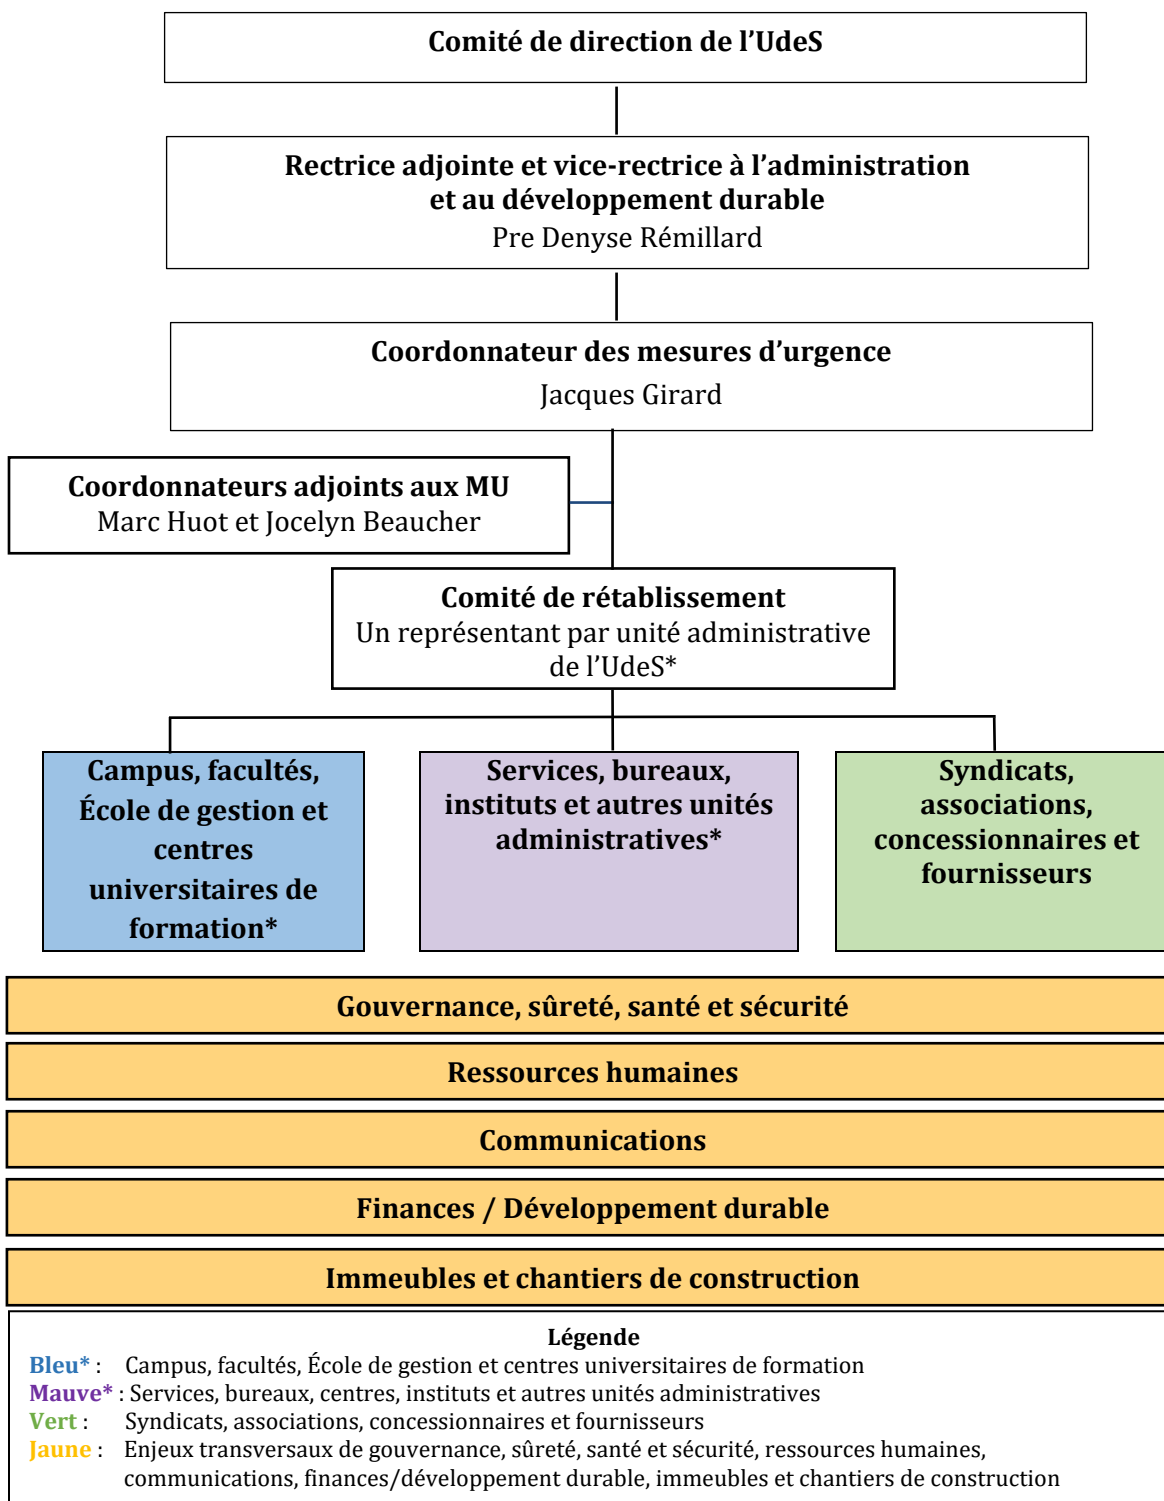 Comité de direction de l’UdeS
Rectrice adjointe et vice-rectrice à l’administration
et au développement durable
Pre Denyse Rémillard
Coordonnateur des mesures d’urgence
Jacques Girard
Coordonnateurs adjoints aux MU
Marc Huot et Jocelyn Beaucher
Comité de rétablissement
Un représentant par unité administrative
de l’UdeS*
Campus, facultés,
École de gestion et
centres
universitaires de
formation*
Services, bureaux,
instituts et autres unités
administratives*
Syndicats,
associations,
concessionnaires et
fournisseurs
Gouvernance, sûreté, santé et sécurité
Ressources humaines
Communications
Finances / Développement durable
Immeubles et chantiers de construction
Légende
Bleu* : Campus, facultés, École de gestion et centres universitaires de formation
Mauve* : Services, bureaux, centres, instituts et autres unités administratives
Vert : Syndicats, associations, concessionnaires et fournisseurs
Jaune : Enjeux transversaux de gouvernance, sûreté, santé et sécurité, ressources humaines,
communications, finances/développement durable, immeubles et chantiers de construction